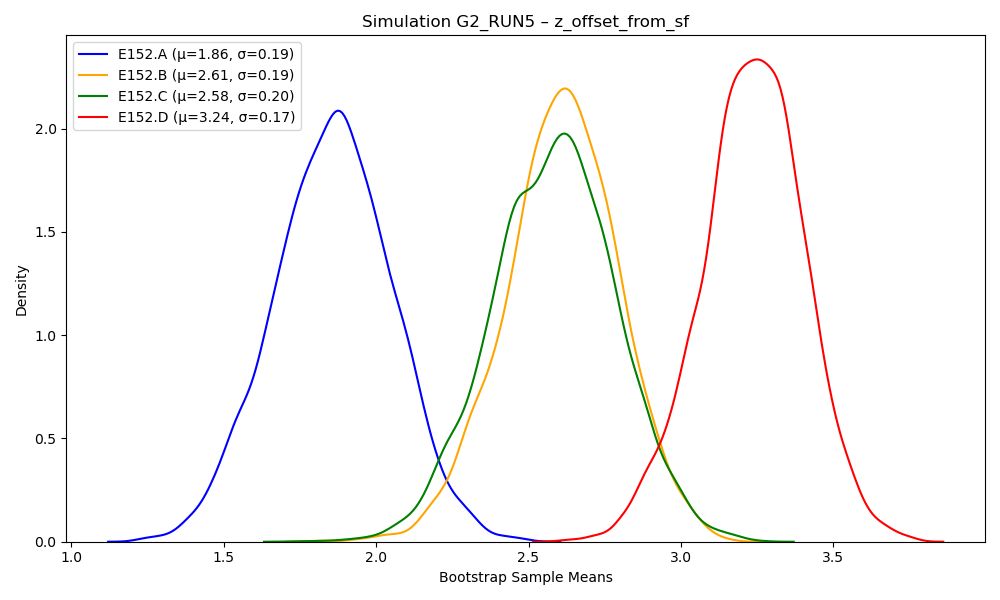 Simulation G2_RUN5 – z_offset_from_sf
E152.A (μ=1.86, σ=0.19)
E152.B (μ=2.61, σ=0.19)
E152.C (μ=2.58, σ=0.20)
E152.D (μ=3.24, σ=0.17)
Density
2.0
1.5
1.0
0.5
0.0
1.0 1.5 2.0 2.5 3.0 3.5
Bootstrap Sample Means